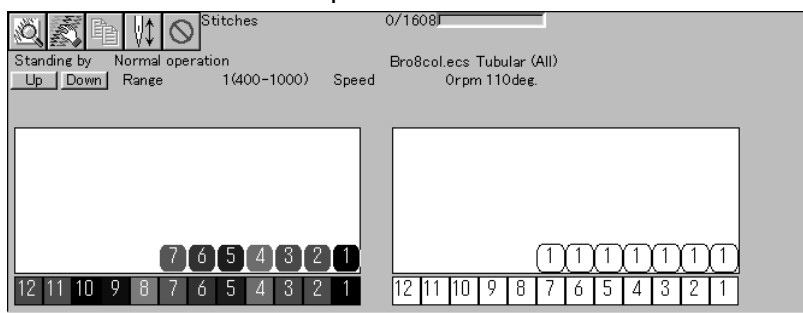 Stitches 0/1608
Standing by Normal operation Bro8col.ecs Tubular (All)
Up Down Range 1(400-1000) Speed 0rpm 110deg.
7 6 5 4 3 2 1 1 1 1 1 1 1 1
12 11 10 9 8 7 6 5 4 3 2 1 12 11 10 9 8 7 6 5 4 3 2 1